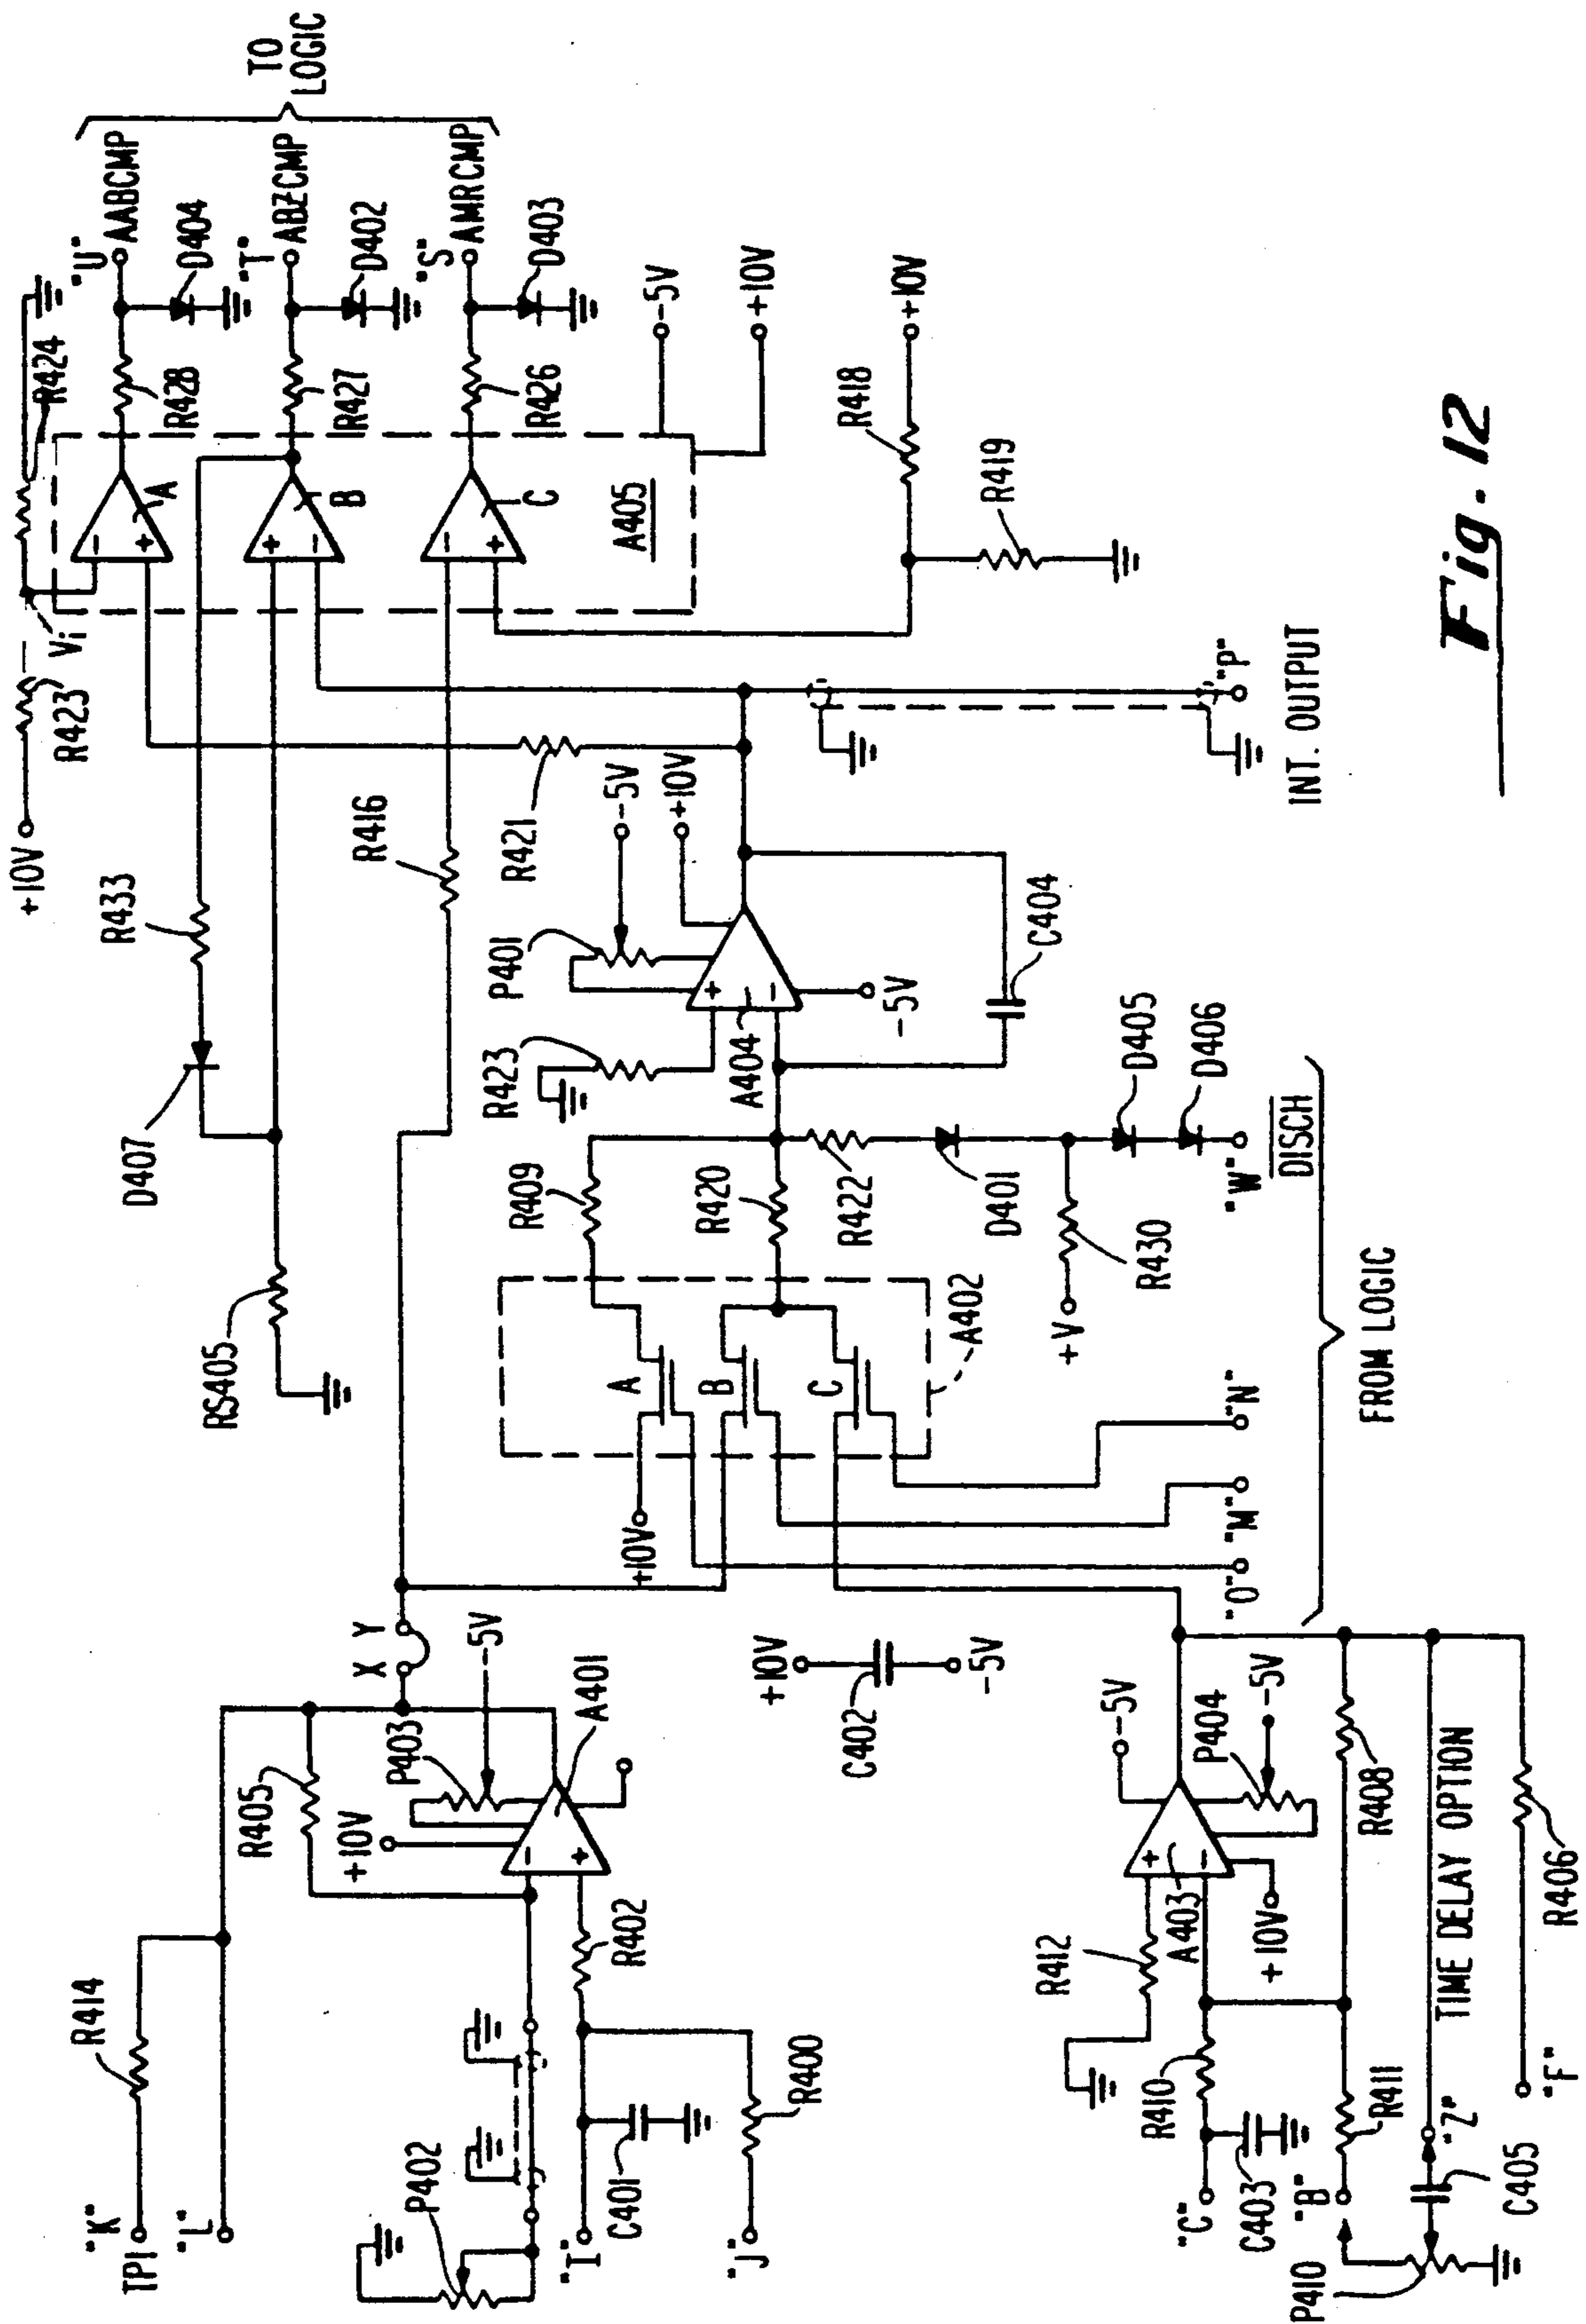 +10V
R423
Vi
R424
"U"
AABCMP
D404
R428
A
"T"
ABZCMP
D402
R427
B
"S"
AMRCMP
D403
R426
C
A405
TO
LOGIC
-5V
+10V
+10V
R418
R419
R433
D407
RS405
R416
R421
P401
-5V
+10V
-5V
R423
A404
C404
"P"
INT. OUTPUT
R409
R420
R422
D401
D405
D406
"W"
DISCH
R430
+V
A402
A
B
C
+10V
"O"
"M"
"N"
FROM LOGIC
"K"
TP1
R414
"L"
R405
X
Y
P403
-5V
+10V
A401
R402
P402
"I"
C401
"J"
R400
+10V
C402
-5V
-5V
P404
-5V
R412
A403
+10V
R408
R410
"C"
C403
"B"
R411
P410
C405
"Z"
TIME DELAY OPTION
"F"
R406
+
-
+
-
+
-
+
-
+
-
+
-
Fig. 12